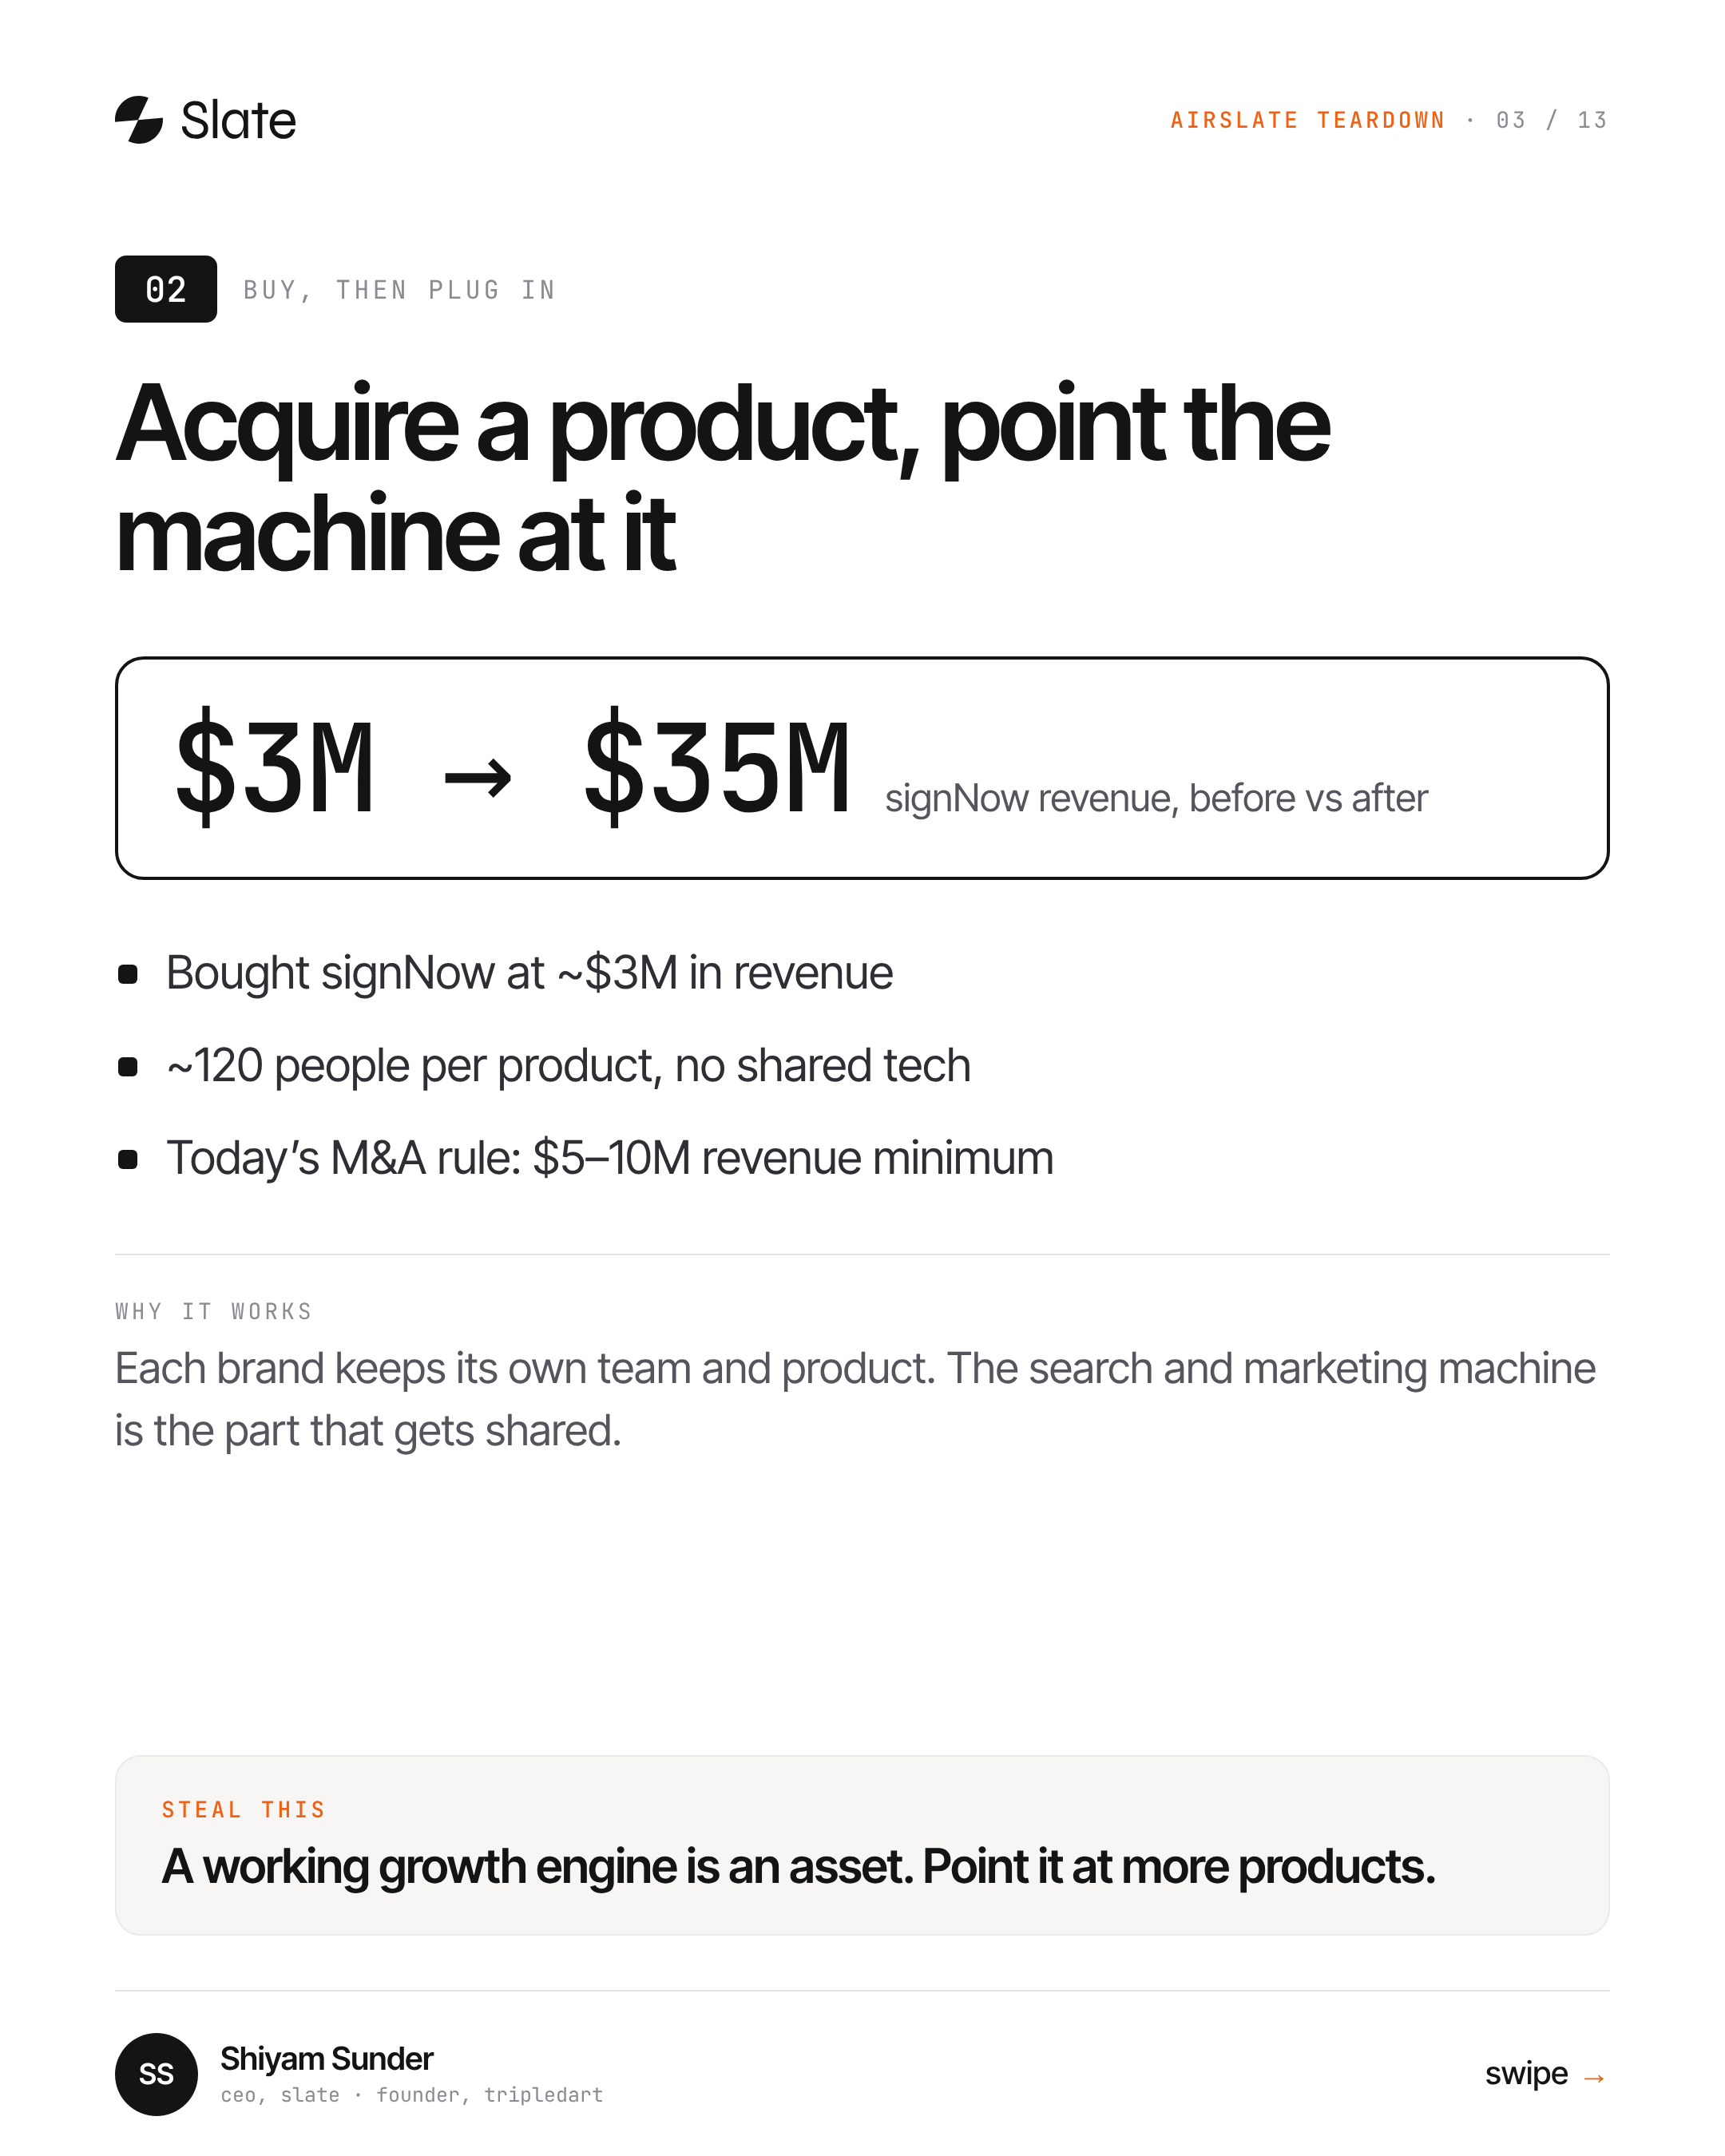 Slate
AIRSLATE TEARDOWN · 03 / 13
02 BUY, THEN PLUG IN
Acquire a product, point the
machine at it
$3M → $35M signNow revenue, before vs after
Bought signNow at ~$3M in revenue
~120 people per product, no shared tech
Today’s M&A rule: $5–10M revenue minimum
WHY IT WORKS
Each brand keeps its own team and product. The search and marketing machine
is the part that gets shared.
STEAL THIS
A working growth engine is an asset. Point it at more products.
SS
Shiyam Sunder
ceo, slate · founder, tripledart
swipe →